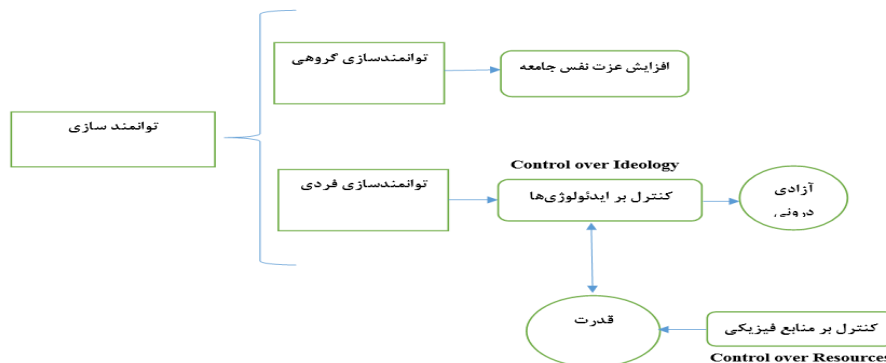 توانمندسازی گروهی
افزایش عزت نفس جامعه
توانمند سازی
Control over Ideology
توانمندسازی فردی
کنترل بر ایدئولوژی‌ها
آزادی
درونی
قدرت
کنترل بر منابع فیزیکی
Control over Resources